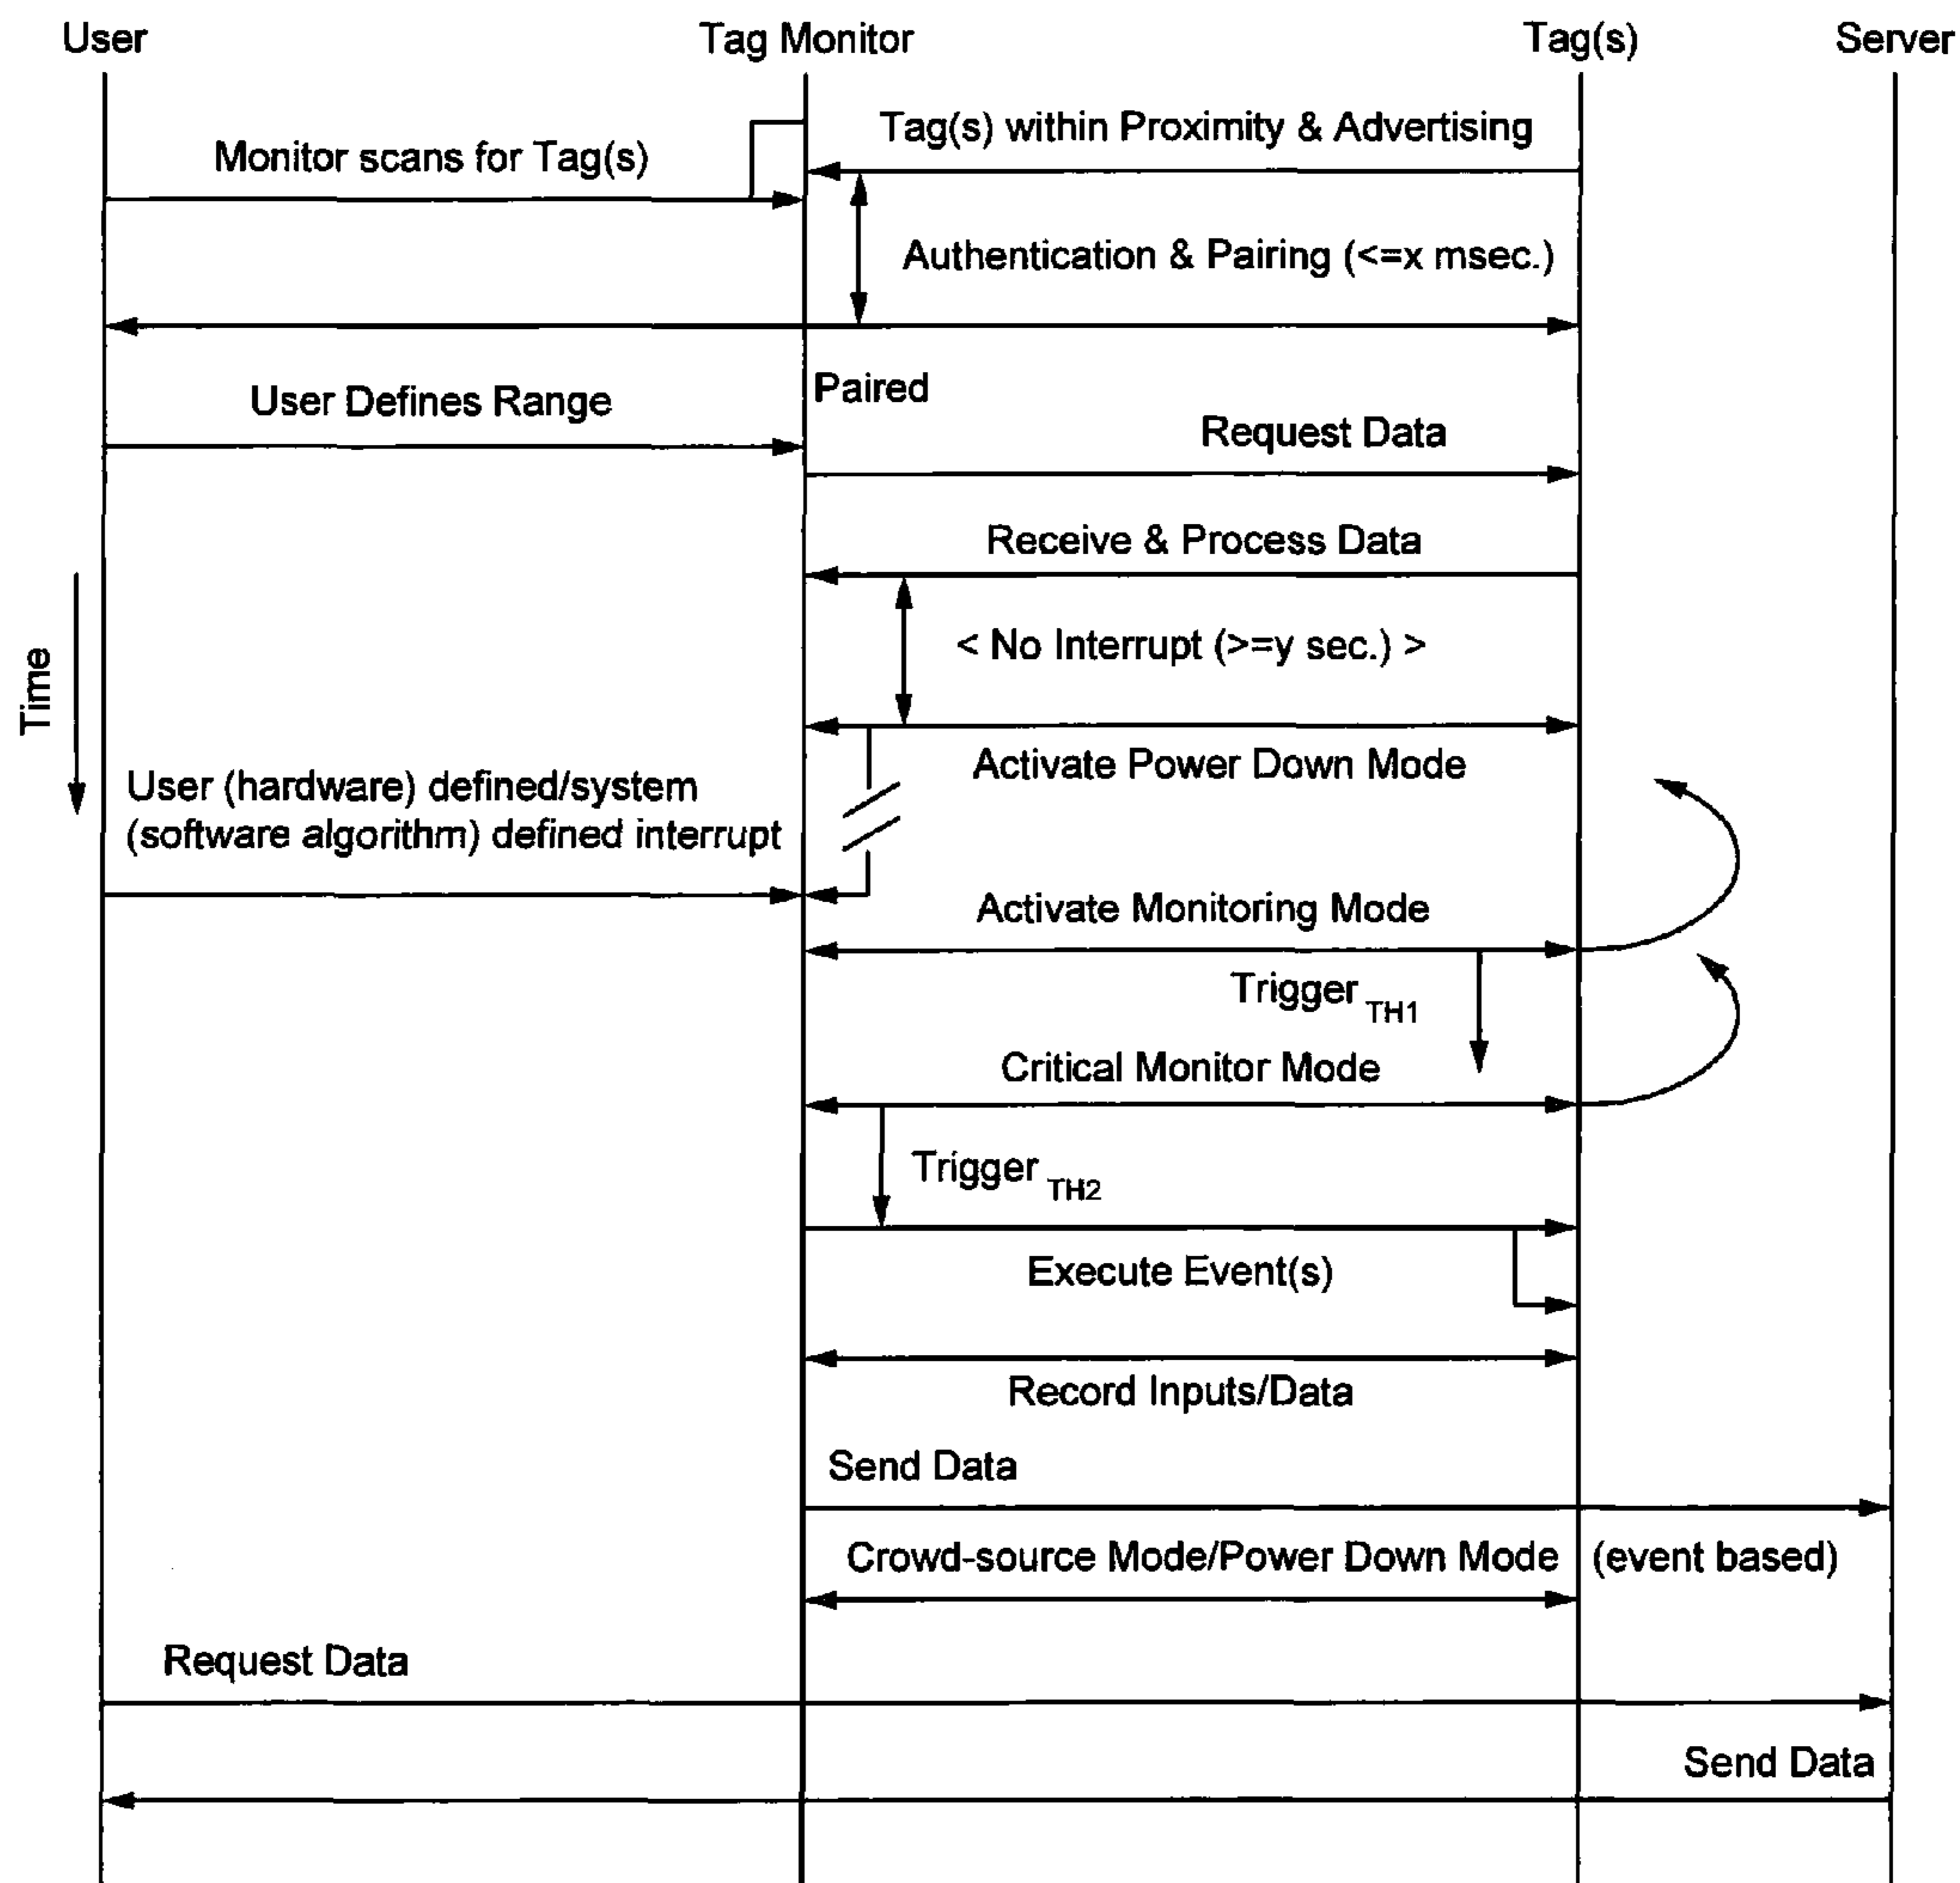 User
Tag Monitor
Tag(s)
Server
Tag(s) within Proximity & Advertising
Monitor scans for Tag(s)
Authentication & Pairing (<=x msec.)
Paired
User Defines Range
Request Data
Receive & Process Data
< No Interrupt (>=y sec.) >
Time
Activate Power Down Mode
User (hardware) defined/system
(software algorithm) defined interrupt
Activate Monitoring Mode
Trigger TH1
Critical Monitor Mode
Trigger TH2
Execute Event(s)
Record Inputs/Data
Send Data
Crowd-source Mode/Power Down Mode (event based)
Request Data
Send Data